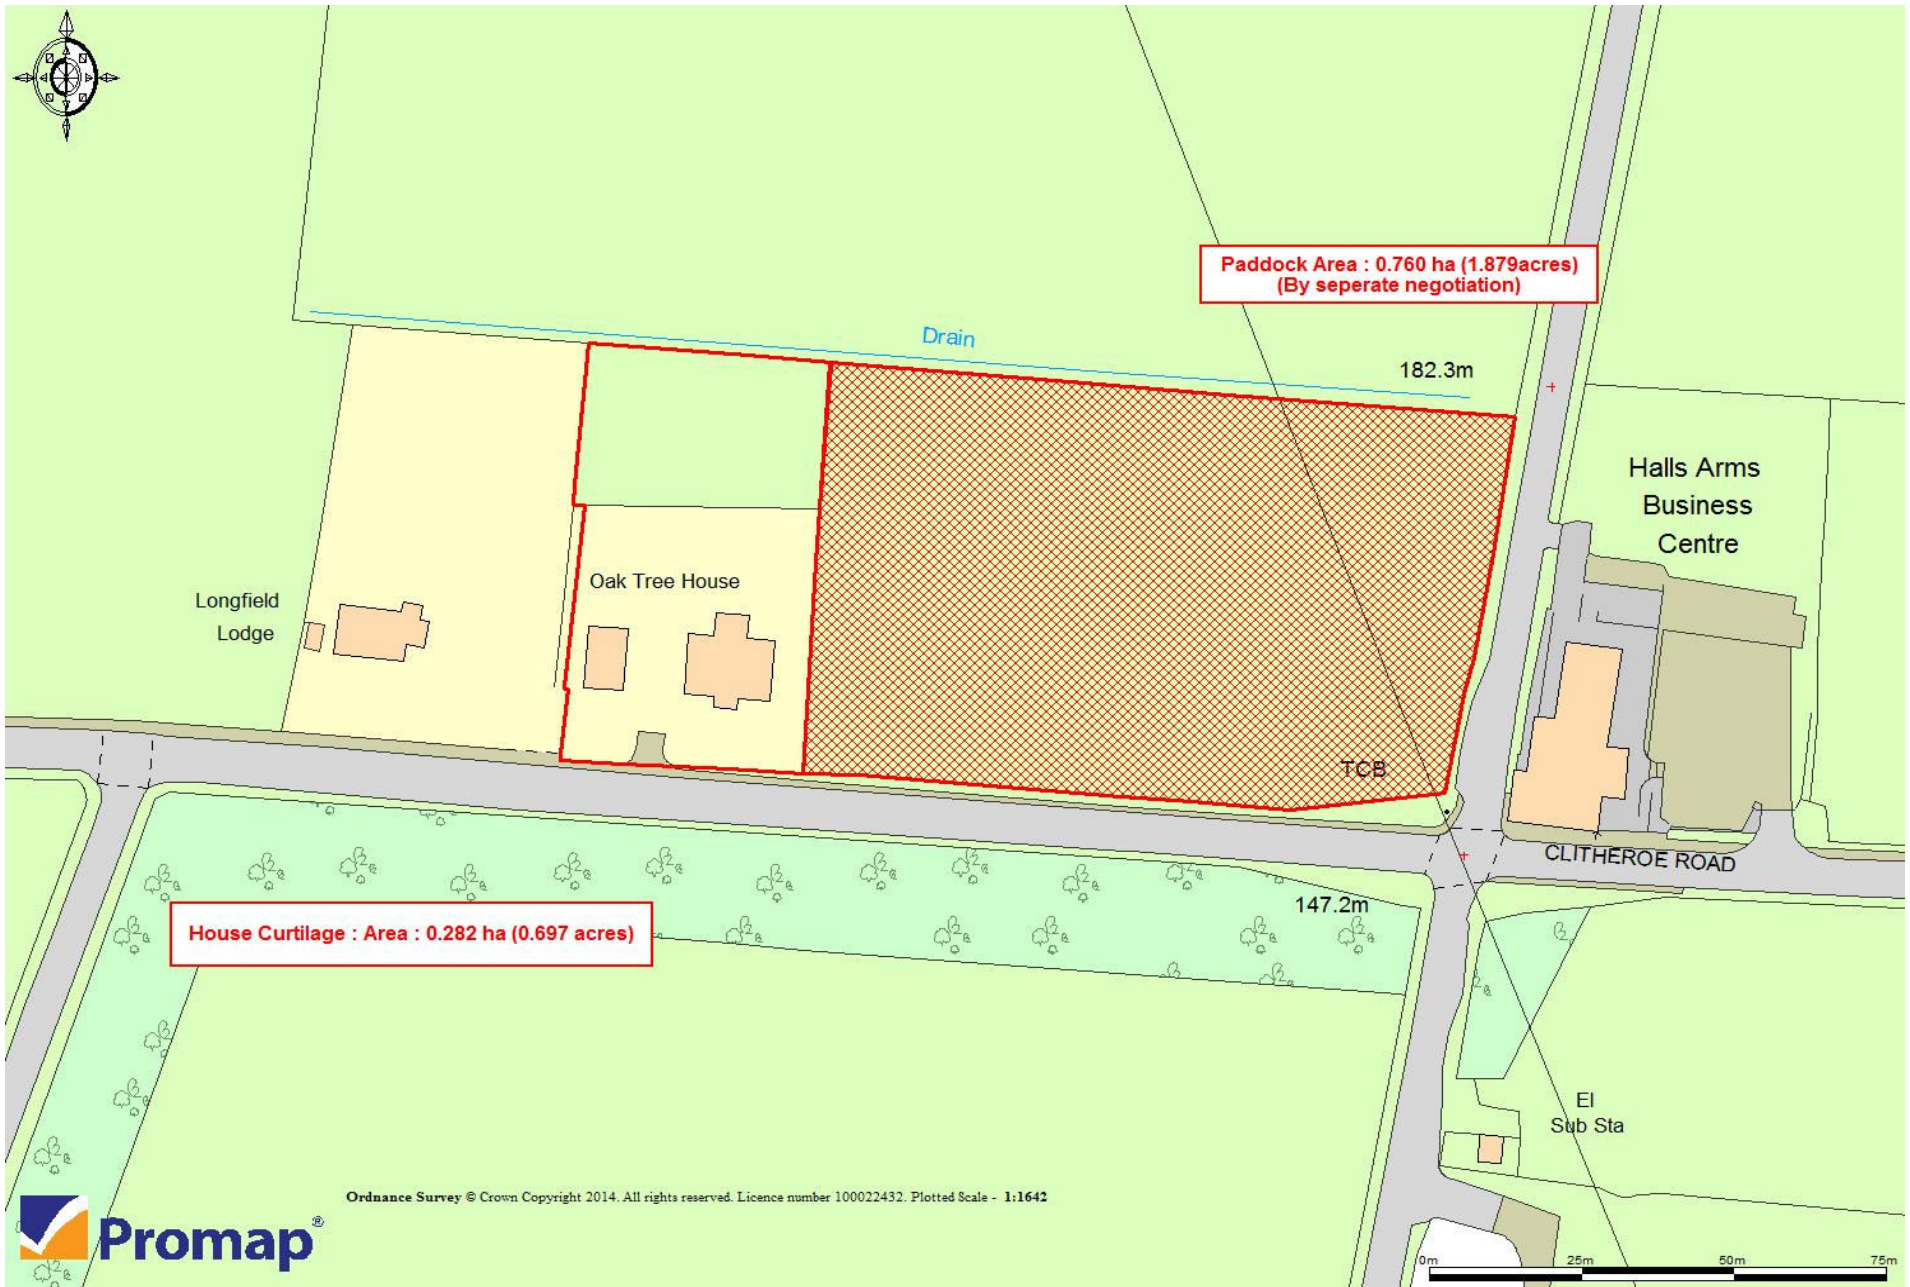 Paddock Area : 0.760 ha (1.879acres)
(By seperate negotiation)
Drain
182.3m
Halls Arms
Business
Centre
Oak Tree House
Longfield
Lodge
TCB
CLITHEROE ROAD
147.2m
House Curtilage : Area : 0.282 ha (0.697 acres)
El
Sub Sta
Ordnance Survey © Crown Copyright 2014. All rights reserved. Licence number 100022432. Plotted Scale - 1:1642
Promap®
0m 25m 50m 75m